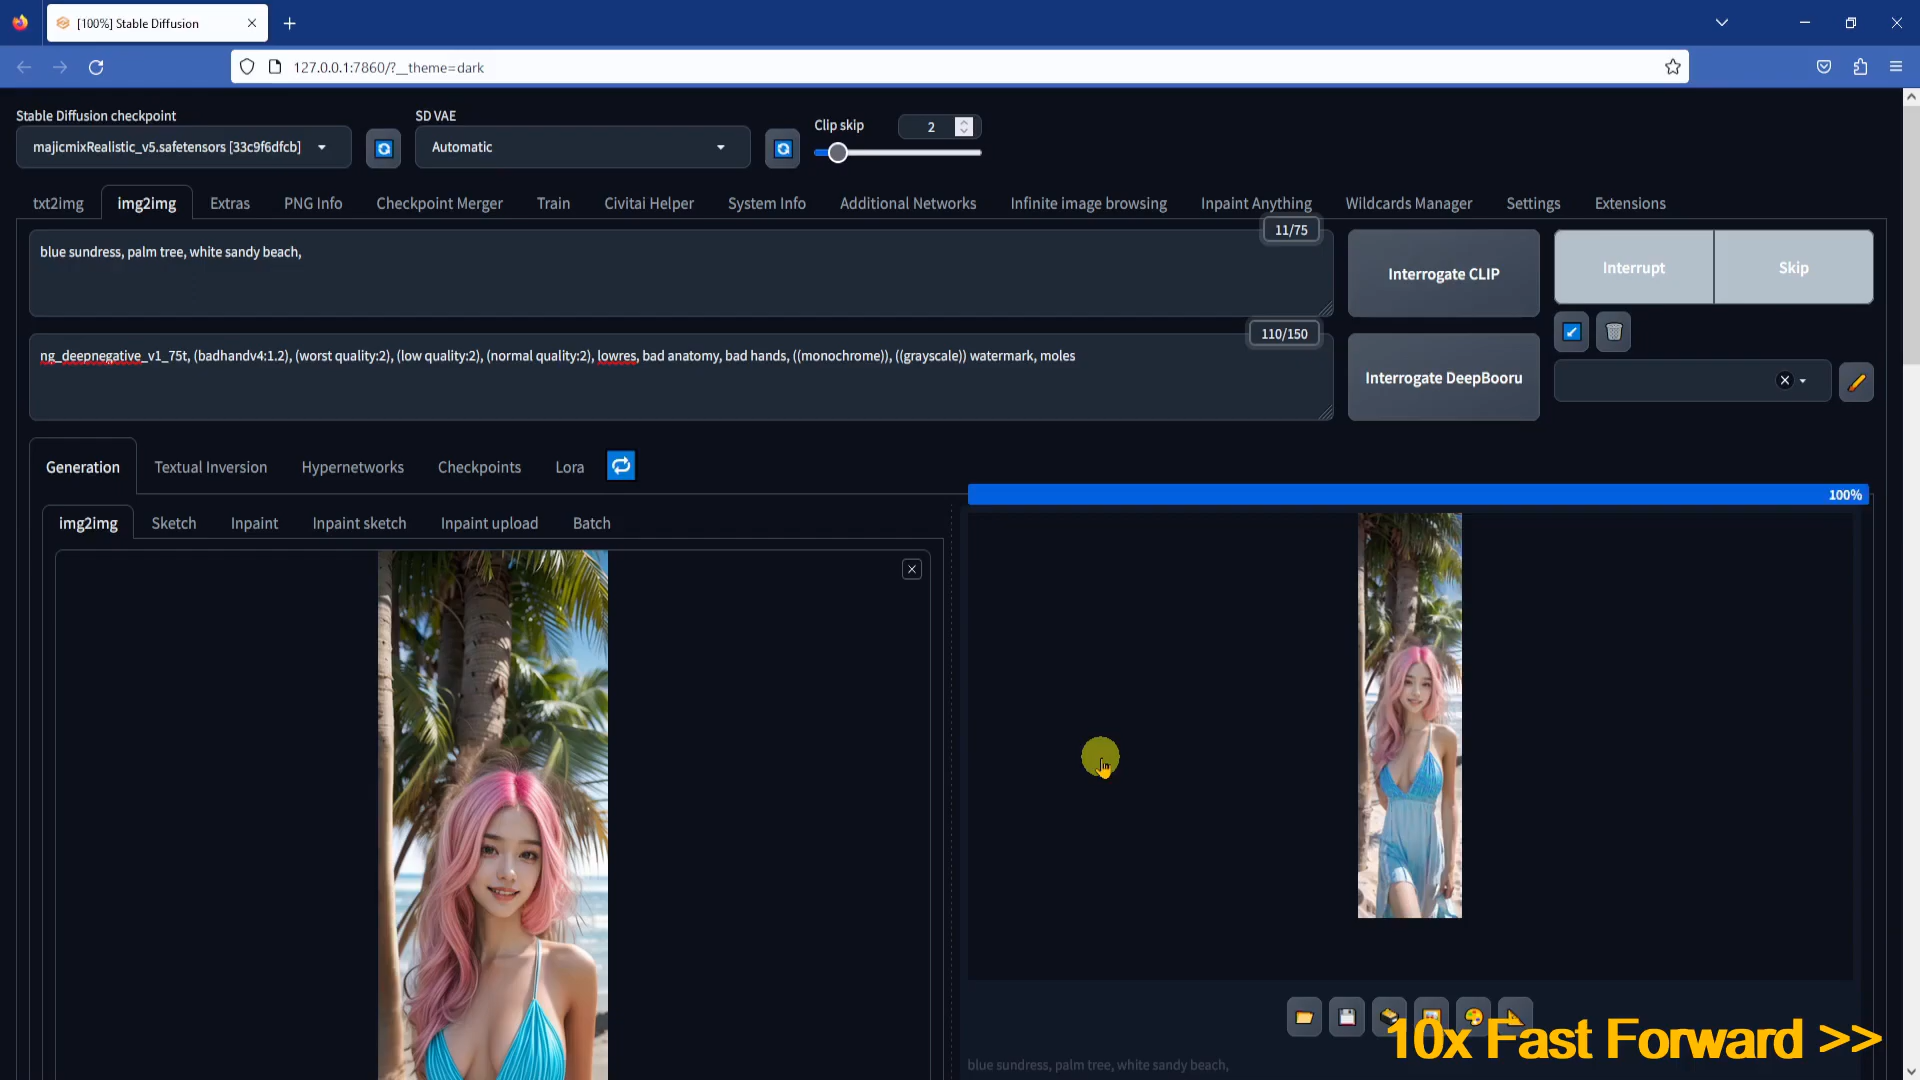 [100%] Stable Diffusion
127.0.0.1:7860/?__theme=dark
Stable Diffusion checkpoint
SD VAE
Clip skip
2
majicmixRealistic_v5.safetensors [33c9f6dfcb]
Automatic
txt2img
img2img
Extras
PNG Info
Checkpoint Merger
Train
Civitai Helper
System Info
Additional Networks
Infinite image browsing
Inpaint Anything
Wildcards Manager
Settings
Extensions
11/75
blue sundress, palm tree, white sandy beach,
Interrogate CLIP
Interrupt
Skip
110/150
ng_deepnegative_v1_75t, (badhandv4:1.2), (worst quality:2), (low quality:2), (normal quality:2), lowres, bad anatomy, bad hands, ((monochrome)), ((grayscale)) watermark, moles
Interrogate DeepBooru
Generation
Textual Inversion
Hypernetworks
Checkpoints
Lora
100%
img2img
Sketch
Inpaint
Inpaint sketch
Inpaint upload
Batch
10x Fast Forward >>
blue sundress, palm tree, white sandy beach,